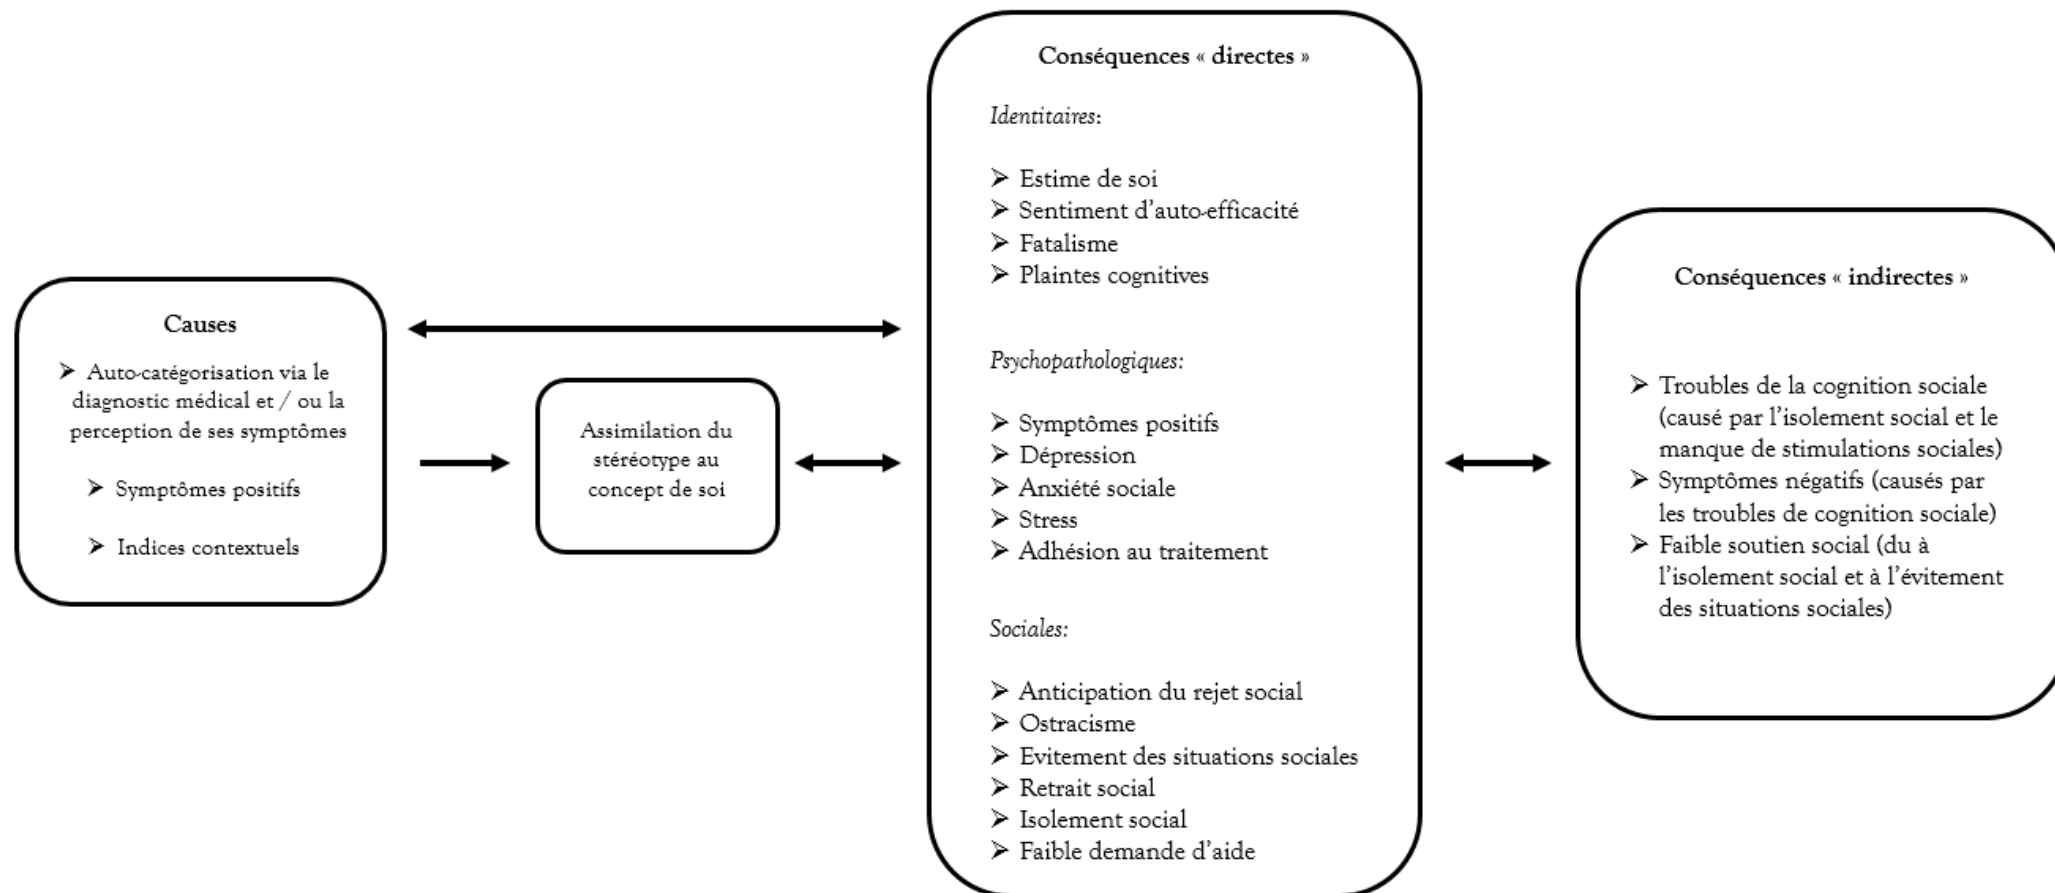 Causes
➤ Auto-catégorisation via le
diagnostic médical et / ou la
perception de ses symptômes
➤ Symptômes positifs
➤ Indices contextuels
Assimilation du
stéréotype au
concept de soi
Conséquences « directes »
Identitaires:
➤ Estime de soi
➤ Sentiment d’auto-efficacité
➤ Fatalisme
➤ Plaintes cognitives
Psychopathologiques:
➤ Symptômes positifs
➤ Dépression
➤ Anxiété sociale
➤ Stress
➤ Adhésion au traitement
Sociales:
➤ Anticipation du rejet social
➤ Ostracisme
➤ Evitement des situations sociales
➤ Retrait social
➤ Isolement social
➤ Faible demande d’aide
Conséquences « indirectes »
➤ Troubles de la cognition sociale
(causé par l’isolement social et le
manque de stimulations sociales)
➤ Symptômes négatifs (causés par
les troubles de cognition sociale)
➤ Faible soutien social (du à
l’isolement social et à l’évitement
des situations sociales)